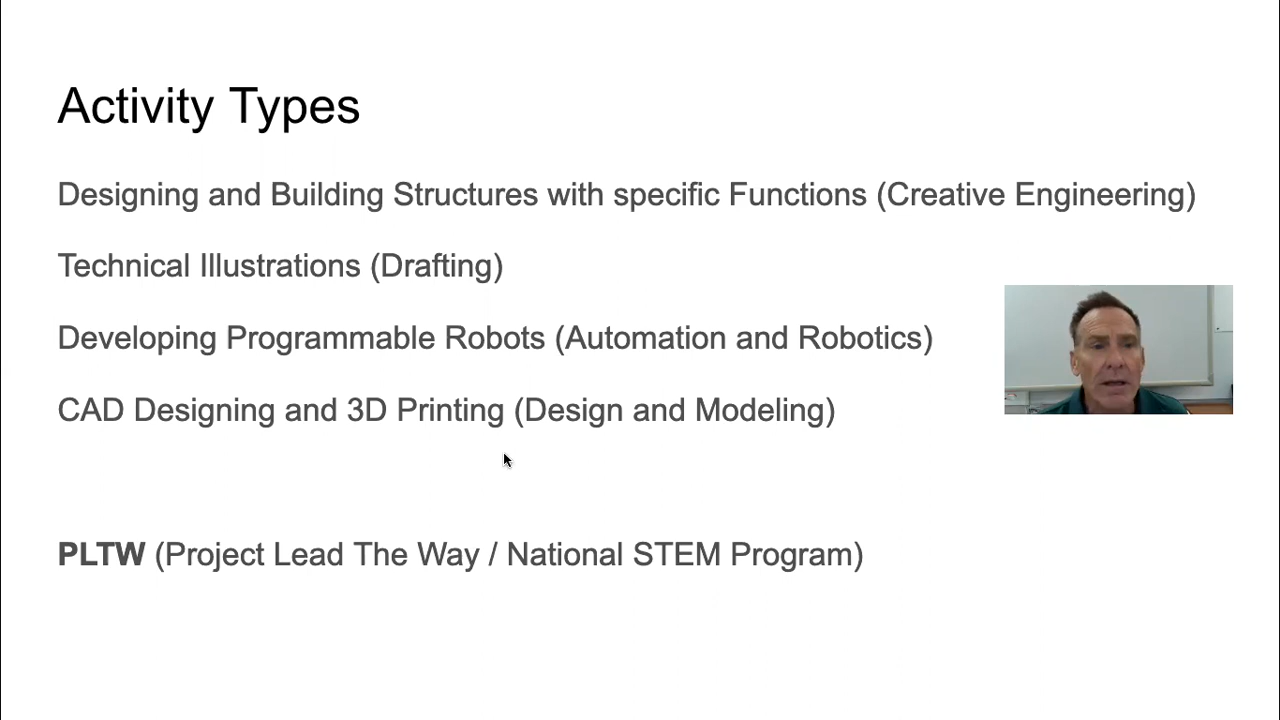 Activity Types
Designing and Building Structures with specific Functions (Creative Engineering)
Technical Illustrations (Drafting)
Developing Programmable Robots (Automation and Robotics)
CAD Designing and 3D Printing (Design and Modeling)
PLTW (Project Lead The Way / National STEM Program)